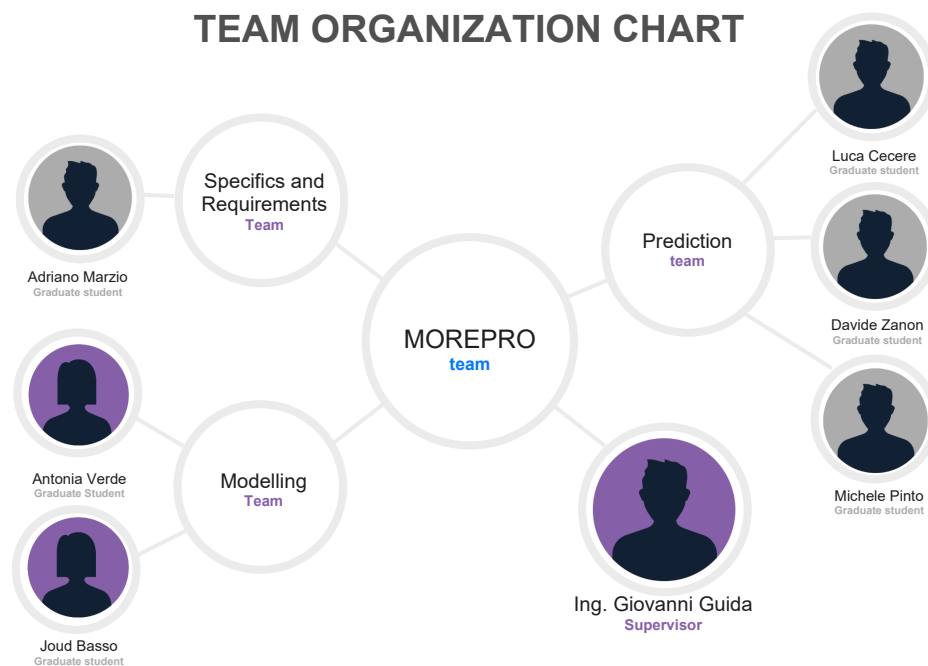 TEAM ORGANIZATION CHART
Luca Cecere
Graduate student
Specifics and
Requirements
Team
Adriano Marzio
Graduate student
Prediction
team
Davide Zanon
Graduate student
MOREPRO
team
Antonia Verde
Graduate Student
Modelling
Team
Michele Pinto
Graduate student
Ing. Giovanni Guida
Supervisor
Joud Basso
Graduate student